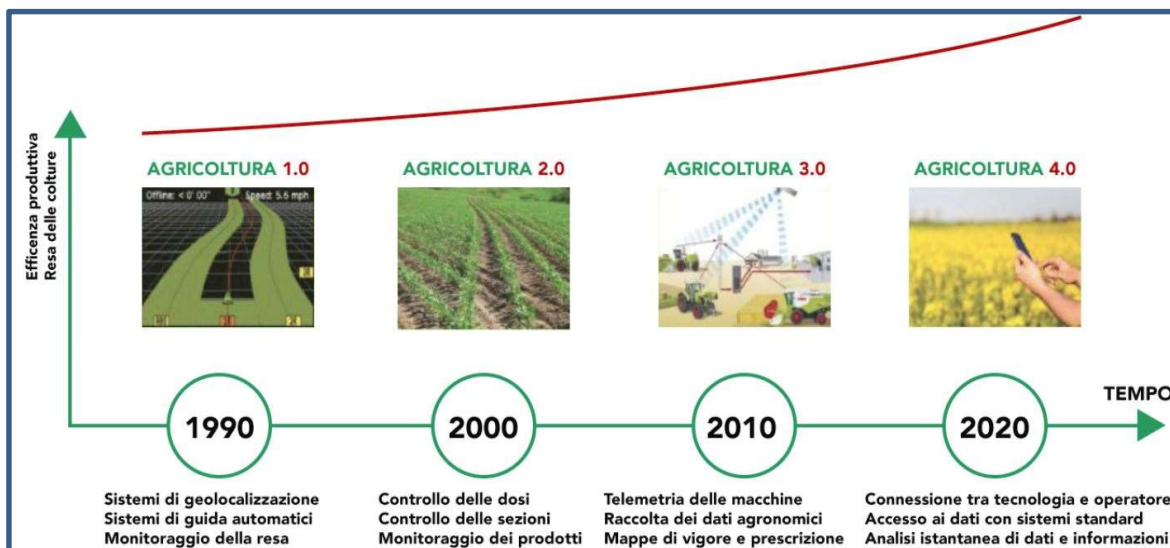 Efficenza produttiva
Resa delle colture
AGRICOLTURA 1.0
AGRICOLTURA 2.0
AGRICOLTURA 3.0
AGRICOLTURA 4.0
Offline: < 0' 00"
Speed: 5.6 mph
TEMPO
1990
2000
2010
2020
Sistemi di geolocalizzazione
Sistemi di guida automatici
Monitoraggio della resa
Controllo delle dosi
Controllo delle sezioni
Monitoraggio dei prodotti
Telemetria delle macchine
Raccolta dei dati agronomici
Mappe di vigore e prescrizione
Connessione tra tecnologia e operatore
Accesso ai dati con sistemi standard
Analisi istantanea di dati e informazioni